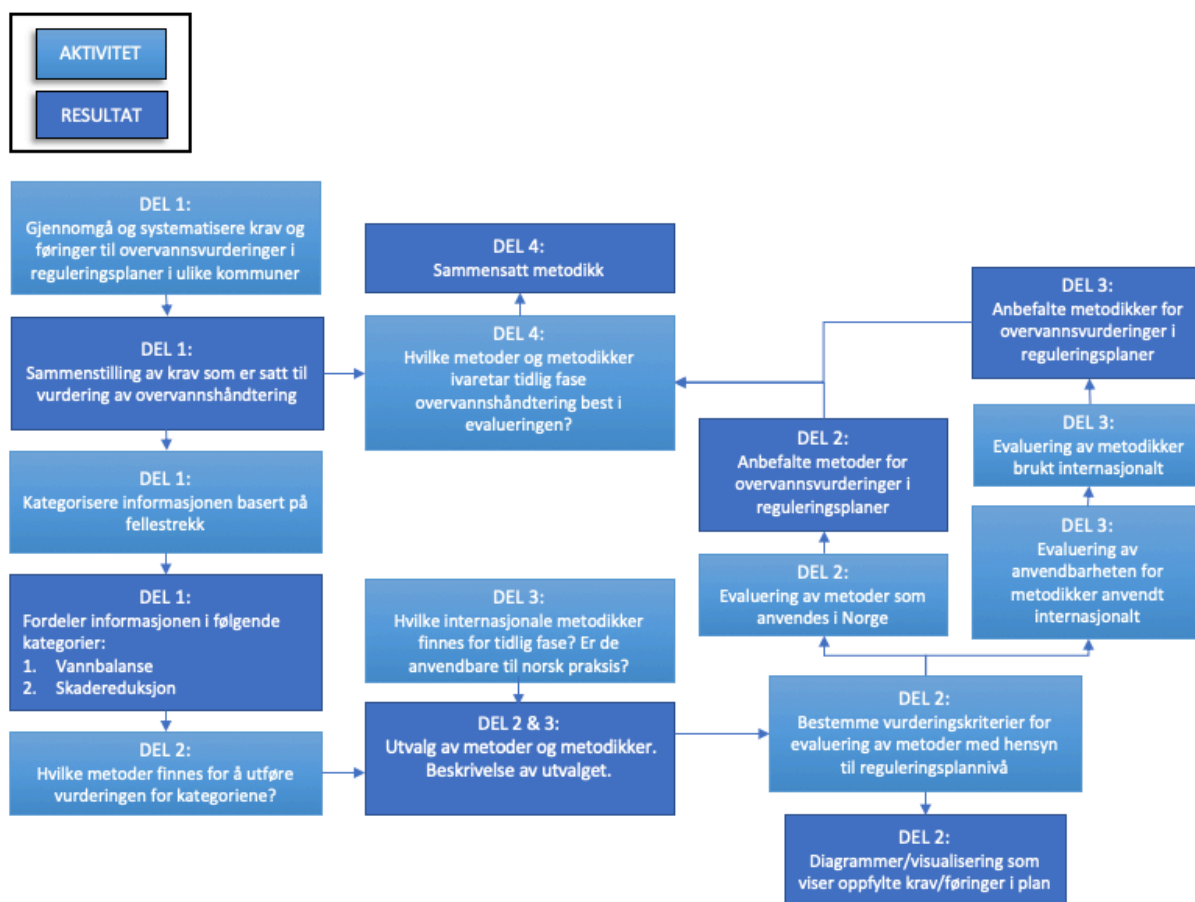 AKTIVITET
RESULTAT
DEL 1:
Gjennomgå og systematisere krav og
føringer til overvannsvurderinger i
reguleringsplaner i ulike kommuner
DEL 1:
Sammenstilling av krav som er satt til
vurdering av overvannshåndtering
DEL 1:
Kategorisere informasjonen basert på
fellestrekk
DEL 1:
Fordeler informasjonen i følgende
kategorier:
1. Vannbalanse
2. Skadereduksjon
DEL 2:
Hvilke metoder finnes for å utføre
vurderingen for kategoriene?
DEL 4:
Sammensatt metodikk
DEL 4:
Hvilke metoder og metodikker
ivaretar tidlig fase
overvannshåndtering best i
evalueringen?
DEL 3:
Hvilke internasjonale metodikker
finnes for tidlig fase? Er de
anvendbare til norsk praksis?
DEL 2 & 3:
Utvalg av metoder og metodikker.
Beskrivelse av utvalget.
DEL 2:
Anbefalte metoder for
overvannsvurderinger i
reguleringsplaner
DEL 2:
Evaluering av metoder som
anvendes i Norge
DEL 3:
Anbefalte metodikker for
overvannsvurderinger i
reguleringsplaner
DEL 3:
Evaluering av metodikker
brukt internasjonalt
DEL 3:
Evaluering av
anvendbarheten for
metodikker anvendt
internasjonalt
DEL 2:
Bestemme vurderingskriterier for
evaluering av metoder med hensyn
til reguleringsplannivå
DEL 2:
Diagrammer/visualisering som
viser oppfylte krav/føringer i plan